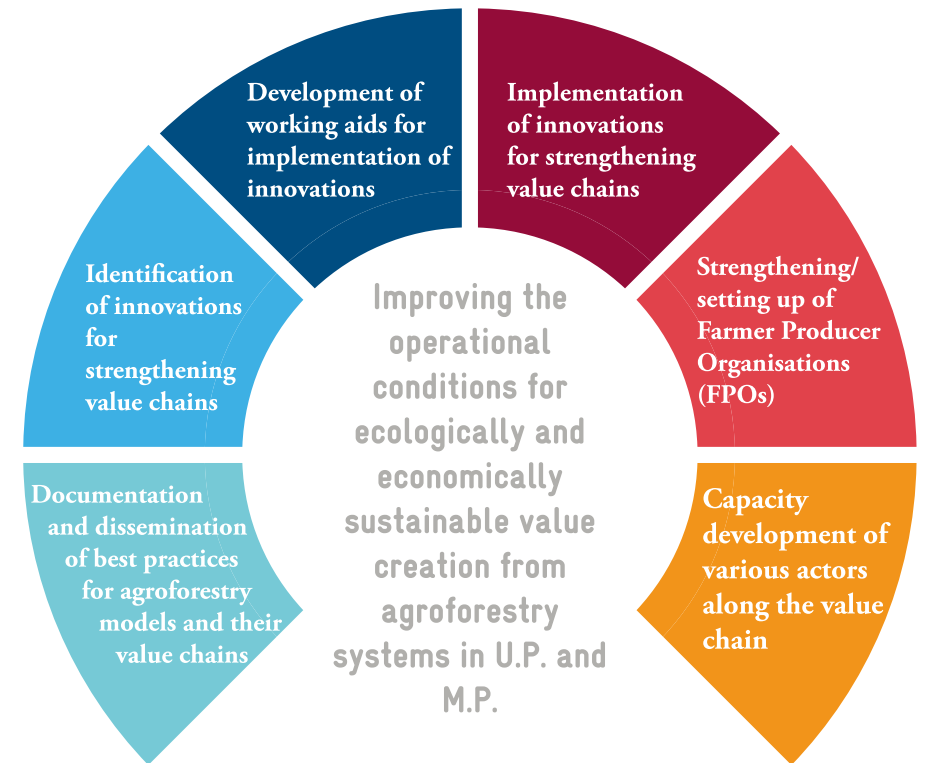 Development of
working aids for
implementation of
innovations
Implementation
of innovations
for strengthening
value chains
Identification
of innovations
for
strengthening
value chains
Strengthening/
setting up of
Farmer Producer
Organisations
(FPOs)
Documentation
and dissemination
of best practices
for agroforestry
models and their
value chains
Improving the
operational
conditions for
ecologically and
economically
sustainable value
creation from
agroforestry
systems in U.P. and
M.P.
Capacity
development of
various actors
along the value
chain